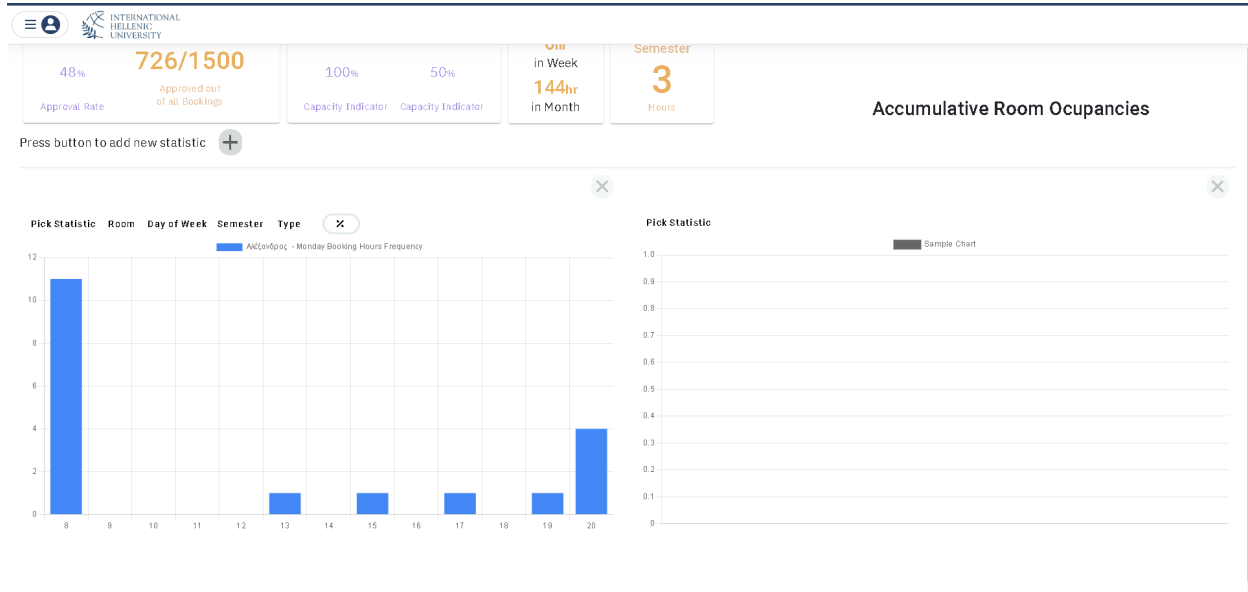 INTERNATIONAL
HELLENIC
UNIVERSITY
48%
Approval Rate
726/1500
Approved out
of all Bookings
100%
Capacity Indicator
50%
Capacity Indicator
in Week
144hr
in Month
Semester
3
Hours
Accumulative Room Ocupancies
Press button to add new statistic
Pick Statistic Room Day of Week Semester Type %
Αλέξανδρος - Monday Booking Hours Frequency
12
10
8
6
4
2
0
8 9 10 11 12 13 14 15 16 17 18 19 20
Pick Statistic
Sample Chart
1.0
0.9
0.8
0.7
0.6
0.5
0.4
0.3
0.2
0.1
0